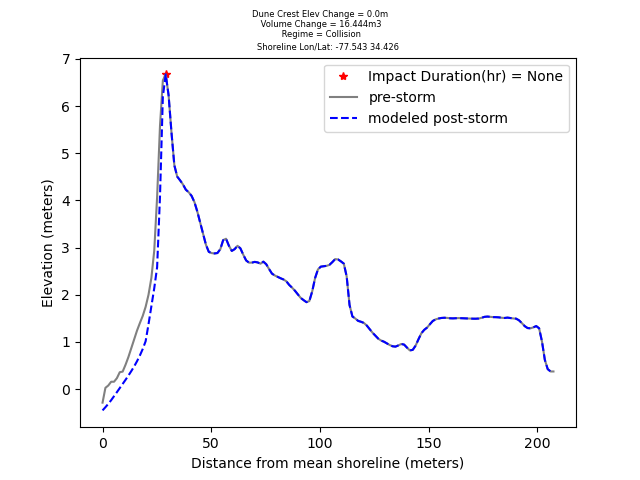 Dune Crest Elev Change = 0.0m
Volume Change = 16.444m3
Regime = Collision
Shoreline Lon/Lat: -77.543 34.426
Impact Duration(hr) = None
pre-storm
modeled post-storm
7
6
5
4
3
2
1
0
Elevation (meters)
0 50 100 150 200
Distance from mean shoreline (meters)